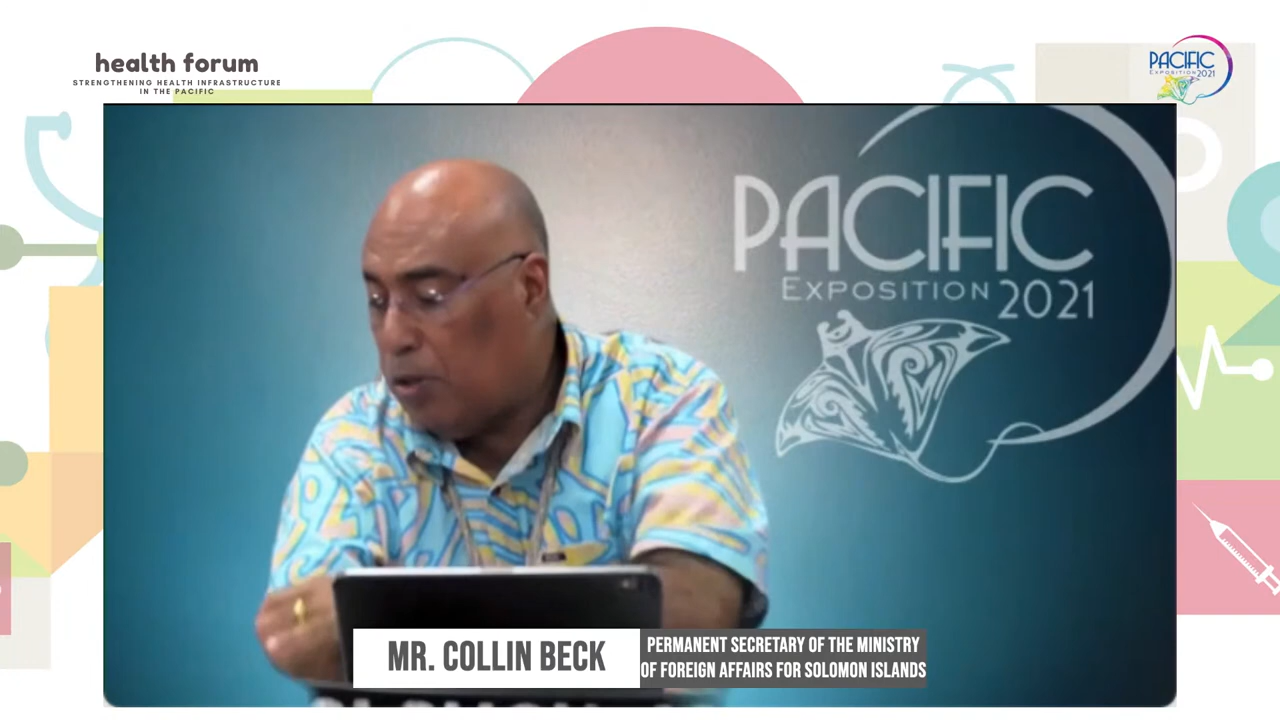 health forum
STRENGTHENING HEALTH INFRASTRUCTURE
IN THE PACIFIC
PACIFIC
EXPOSITION 2021
PACIFIC
EXPOSITION 2021
MR. COLLIN BECK
PERMANENT SECRETARY OF THE MINISTRY
OF FOREIGN AFFAIRS FOR SOLOMON ISLANDS